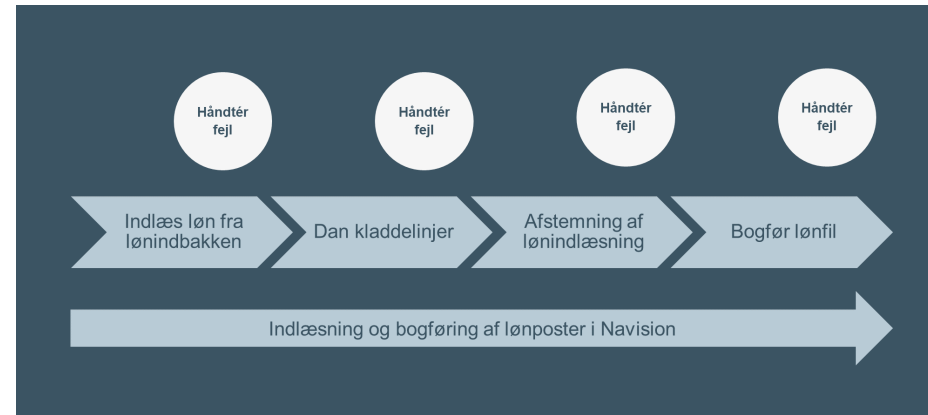 Håndtér
fejl
Håndtér
fejl
Håndtér
fejl
Håndtér
fejl
Indlæs løn fra
lønindbakken
Dan kladdelinjer
Afstemning af
lønindlæsning
Bogfør lønfil
Indlæsning og bogføring af lønposter i Navision